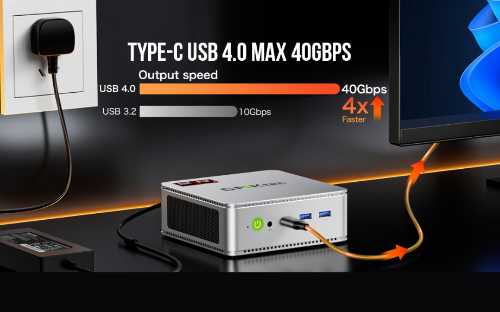 TYPE-C USB 4.0 MAX 40GBPS
Output speed
USB 4.0 40Gbps
4x
Faster
USB 3.2 10Gbps